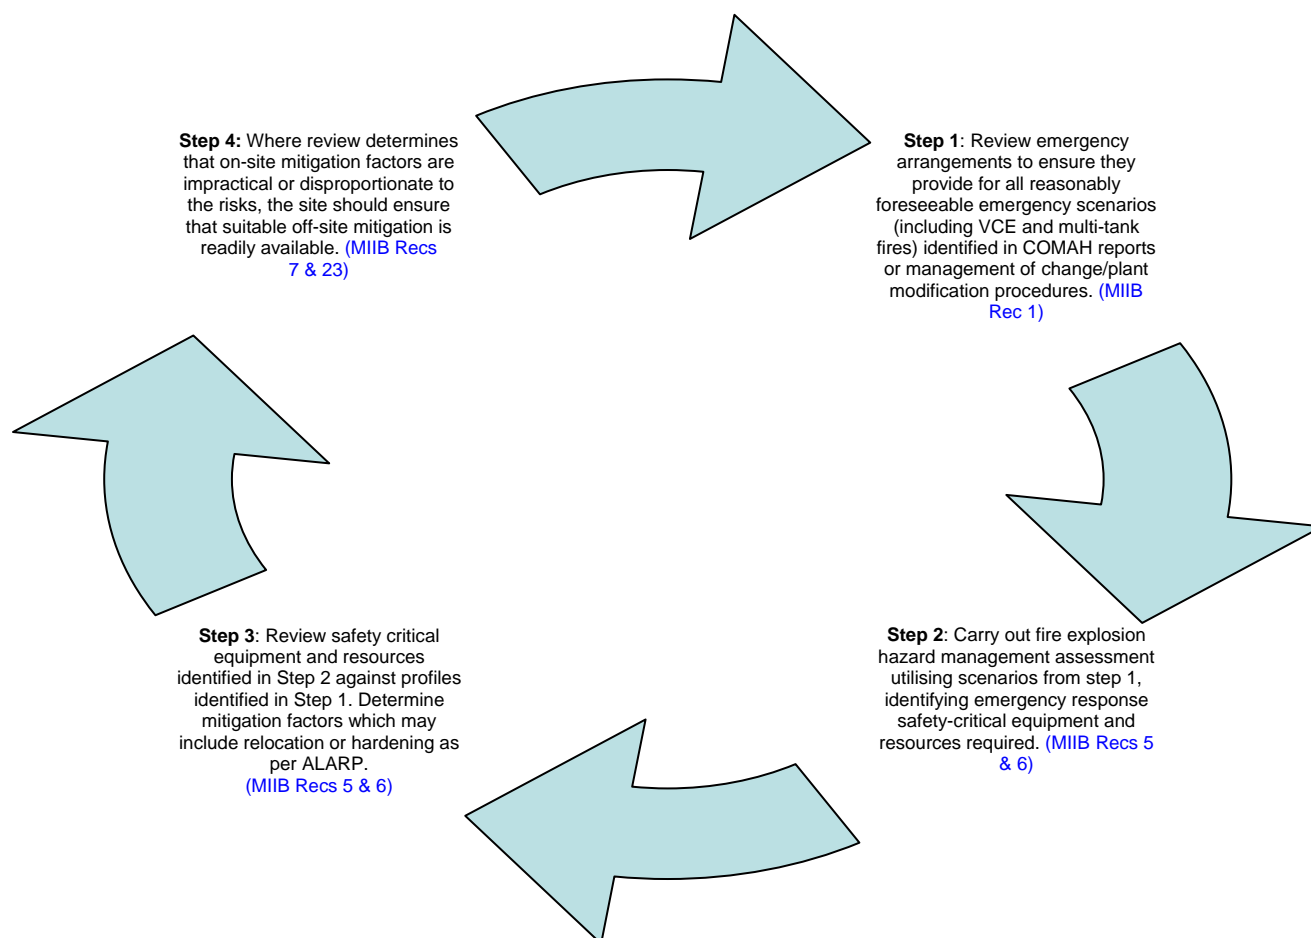 Step 4: Where review determines
that on-site mitigation factors are
impractical or disproportionate to
the risks, the site should ensure
that suitable off-site mitigation is
readily available. (MIIB Recs
7 & 23)
Step 1: Review emergency
arrangements to ensure they
provide for all reasonably
foreseeable emergency scenarios
(including VCE and multi-tank
fires) identified in COMAH reports
or management of change/plant
modification procedures. (MIIB
Rec 1)
Step 3: Review safety critical
equipment and resources
identified in Step 2 against profiles
identified in Step 1. Determine
mitigation factors which may
include relocation or hardening as
per ALARP.
(MIIB Recs 5 & 6)
Step 2: Carry out fire explosion
hazard management assessment
utilising scenarios from step 1,
identifying emergency response
safety-critical equipment and
resources required. (MIIB Recs 5
& 6)